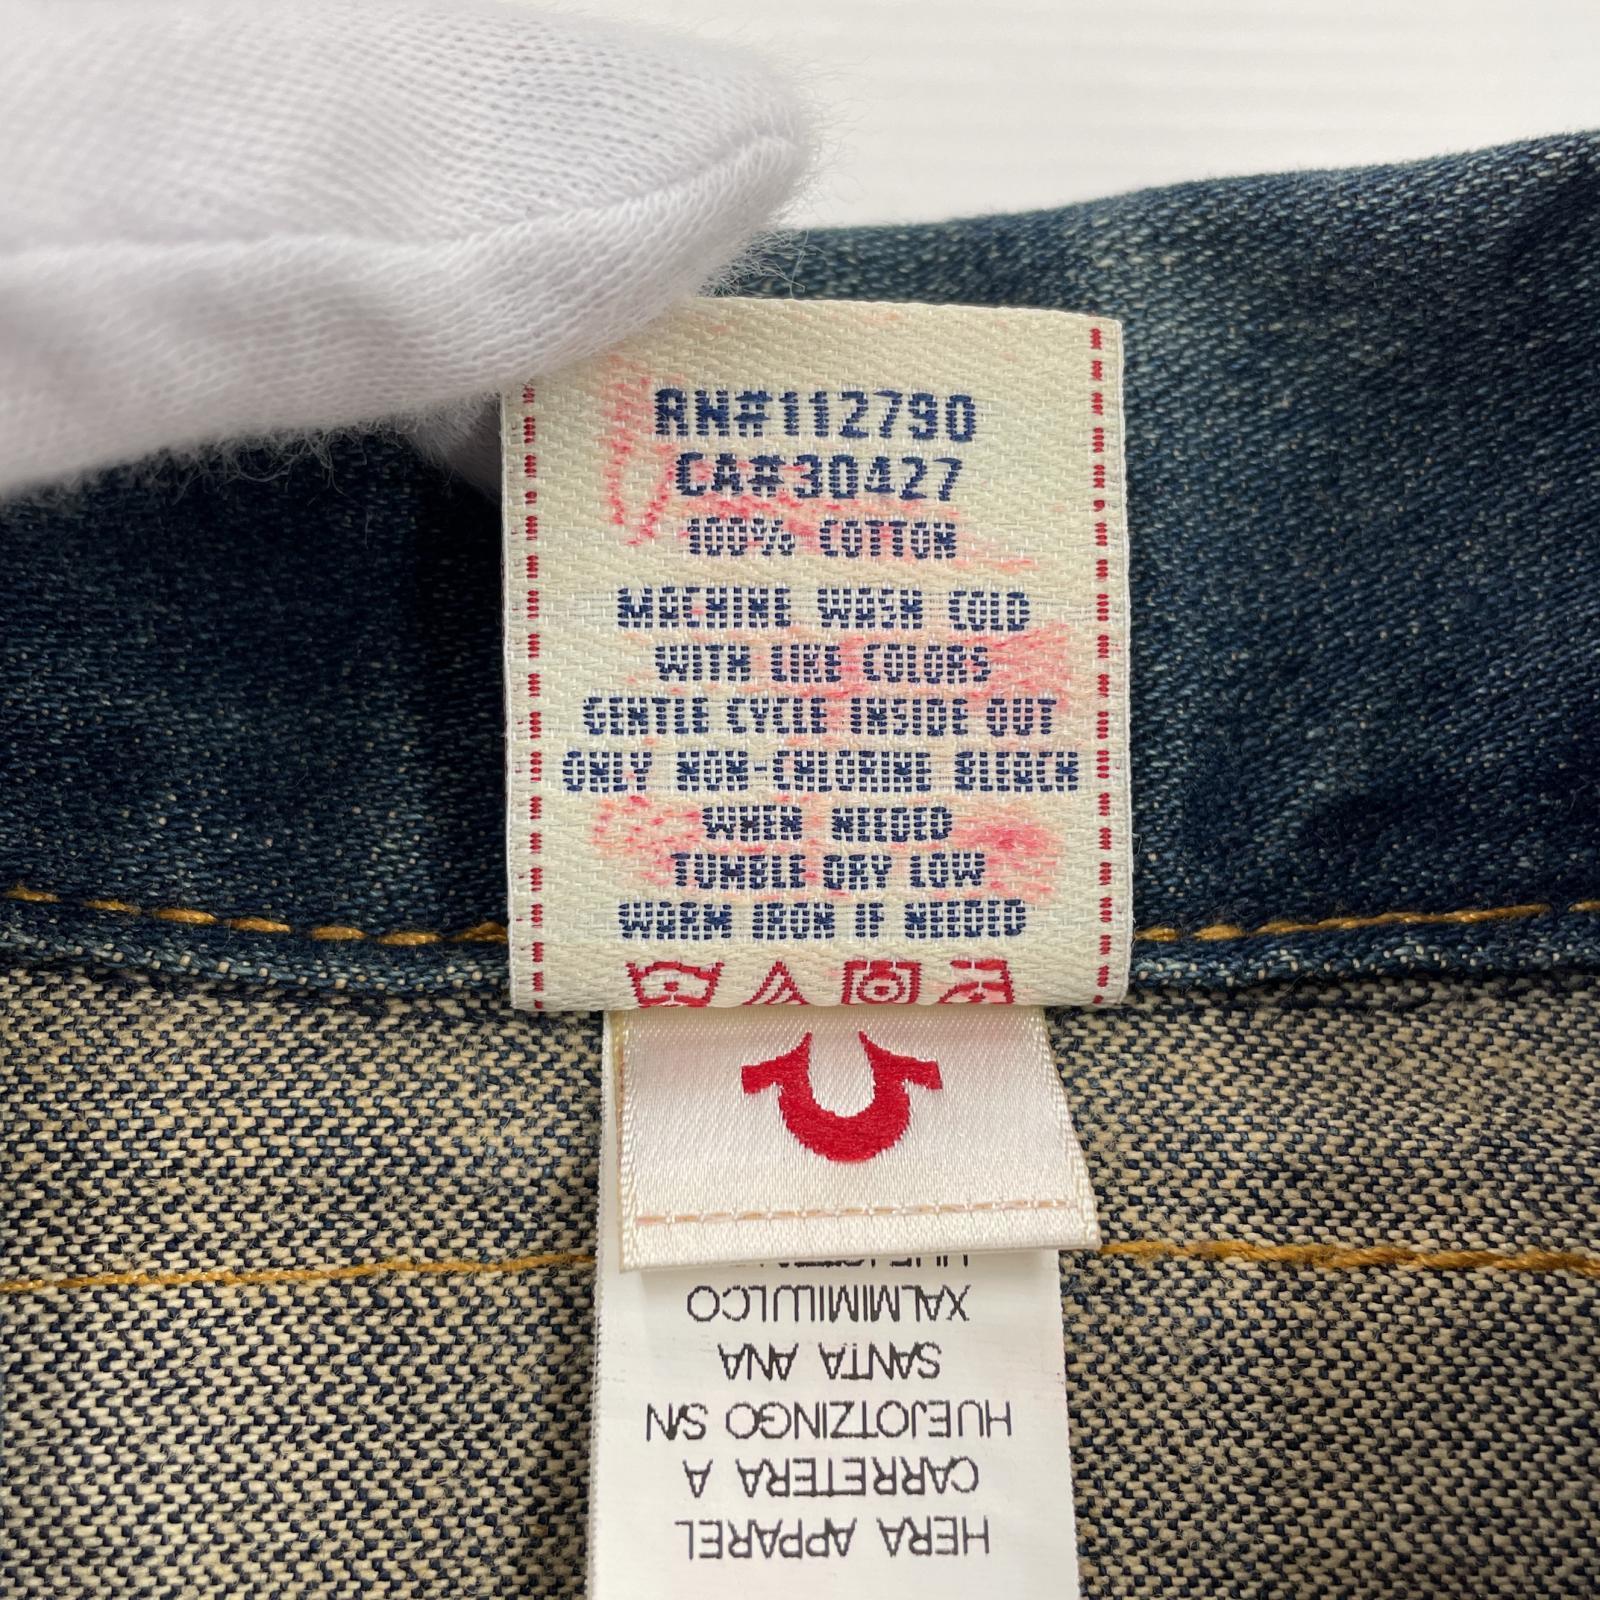 RN#112790
CA#30427
100% COTTON
MACHINE WASH COLD
WITH LIKE COLORS
GENTLE CYCLE INSIDE OUT
ONLY NON-CHLORINE BLEACH
WHEN NEEDED
TUMBLE DRY LOW
WARM IRON IF NEEDED
HERA APPAREL
CARRETERA A
HUEJOTZINGO S/N
SANTA ANA
XALMIMILULCO